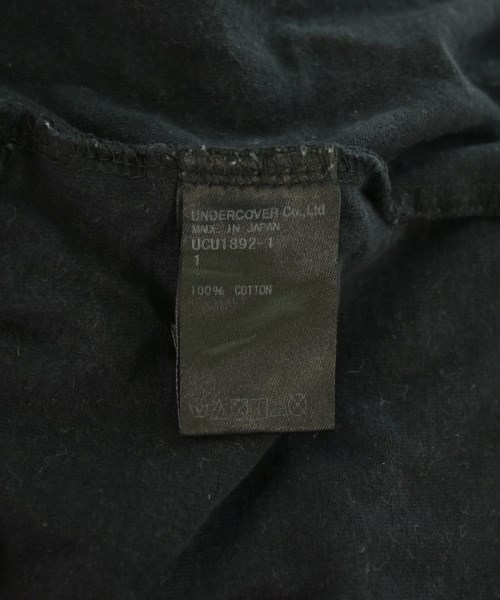 UNDERCOVER Co.,Ltd
MADE IN JAPAN
UCU1892-1
1
100% COTTON